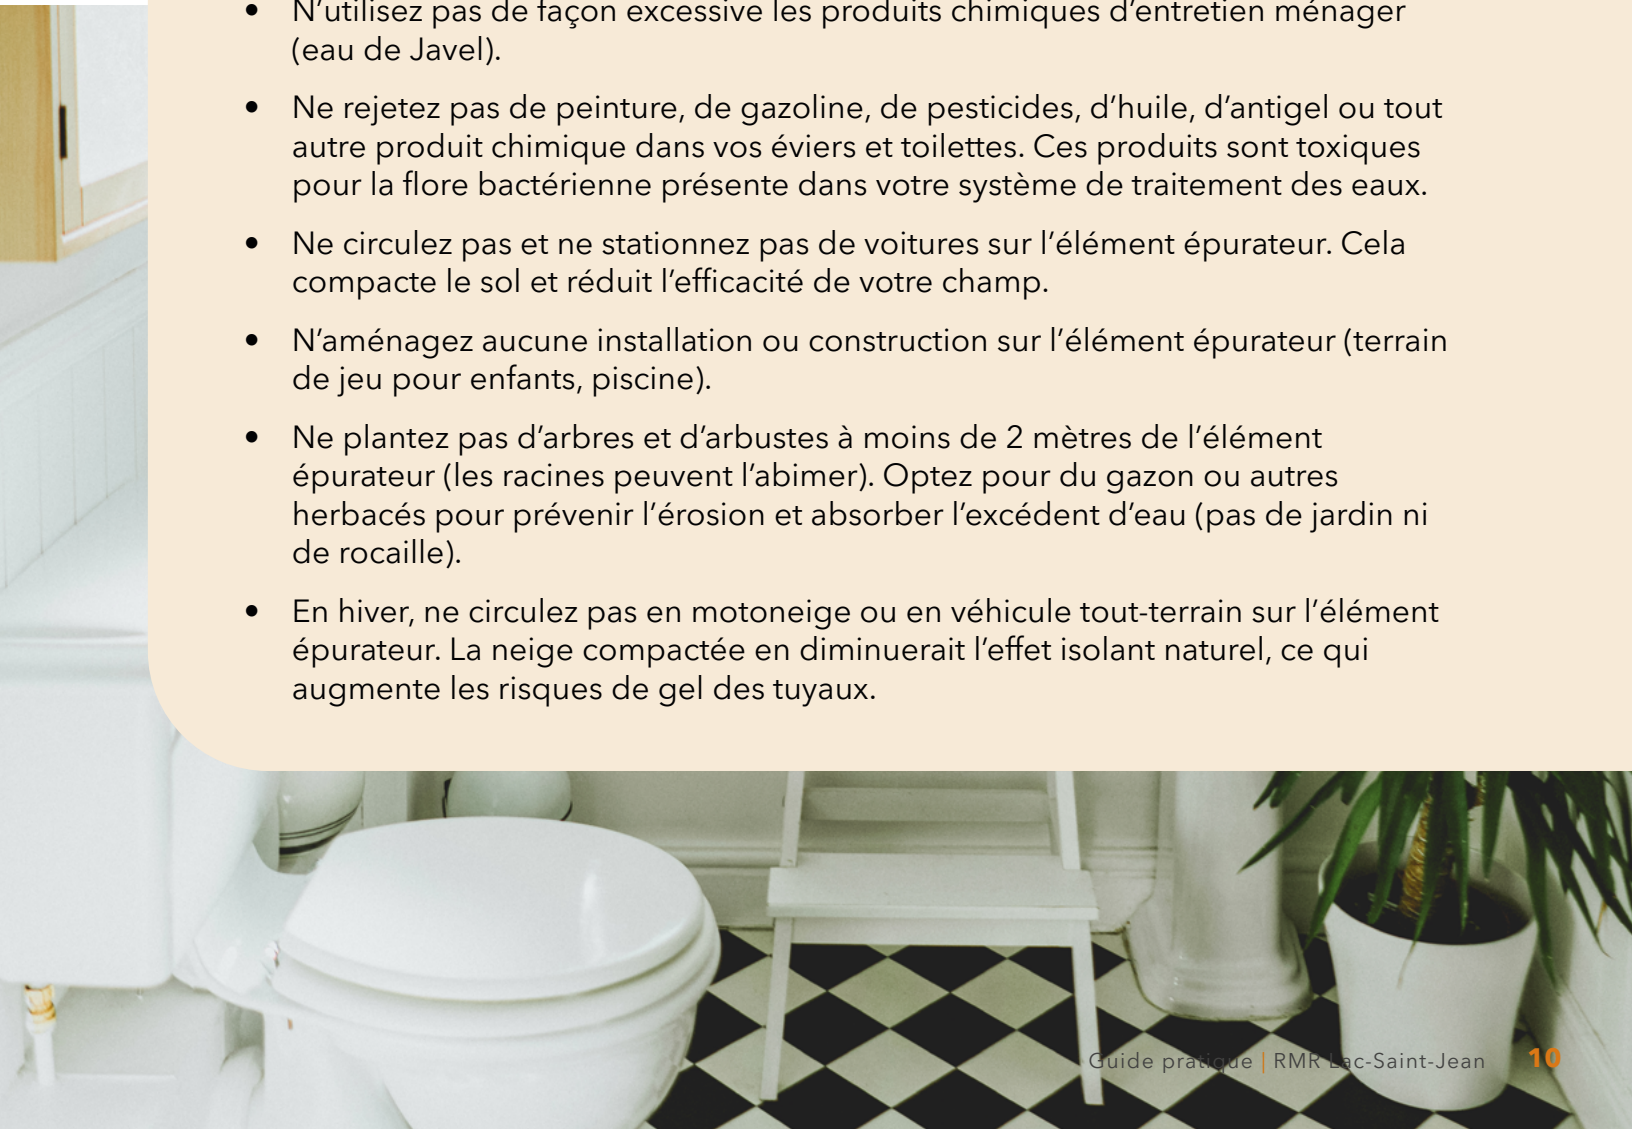 • N’utilisez pas de façon excessive les produits chimiques d’entretien ménager
(eau de Javel).
• Ne rejetez pas de peinture, de gazoline, de pesticides, d’huile, d’antigel ou tout
autre produit chimique dans vos éviers et toilettes. Ces produits sont toxiques
pour la flore bactérienne présente dans votre système de traitement des eaux.
• Ne circulez pas et ne stationnez pas de voitures sur l’élément épurateur. Cela
compacte le sol et réduit l’efficacité de votre champ.
• N’aménagez aucune installation ou construction sur l’élément épurateur (terrain
de jeu pour enfants, piscine).
• Ne plantez pas d’arbres et d’arbustes à moins de 2 mètres de l’élément
épurateur (les racines peuvent l’abimer). Optez pour du gazon ou autres
herbacés pour prévenir l’érosion et absorber l’excédent d’eau (pas de jardin ni
de rocaille).
• En hiver, ne circulez pas en motoneige ou en véhicule tout-terrain sur l’élément
épurateur. La neige compactée en diminuerait l’effet isolant naturel, ce qui
augmente les risques de gel des tuyaux.
Guide pratique | RMR Lac-Saint-Jean 10